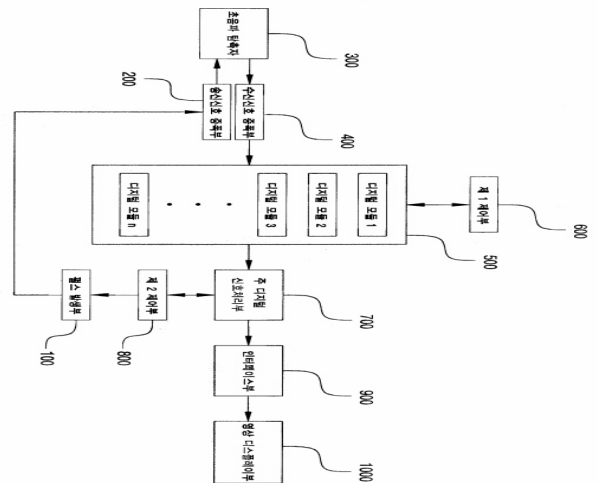 초음파 탐촉자
300
200
송신신호 증폭부
수신신호 증폭부
400
디지털 모듈 1
디지털 모듈 2
디지털 모듈 3
디지털 모듈 n
500
제 1 제어부
600
주 디지털
신호처리부
700
제 2 제어부
800
펄스 발생부
100
인터페이스부
900
영상 디스플레이부
1000